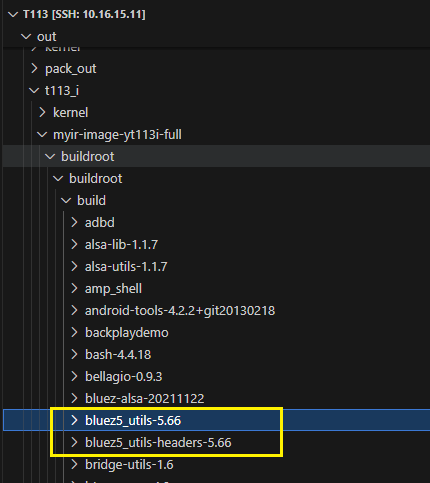 T113 [SSH: 10.16.15.11]
out
kernel
pack_out
t113_i
kernel
myir-image-yt113i-full
buildroot
buildroot
build
adbd
alsa-lib-1.1.7
alsa-utils-1.1.7
amp_shell
android-tools-4.2.2+git20130218
backplaydemo
bash-4.4.18
bellagio-0.9.3
bluez-alsa-20211122
bluez5_utils-5.66
bluez5_utils-headers-5.66
bridge-utils-1.6